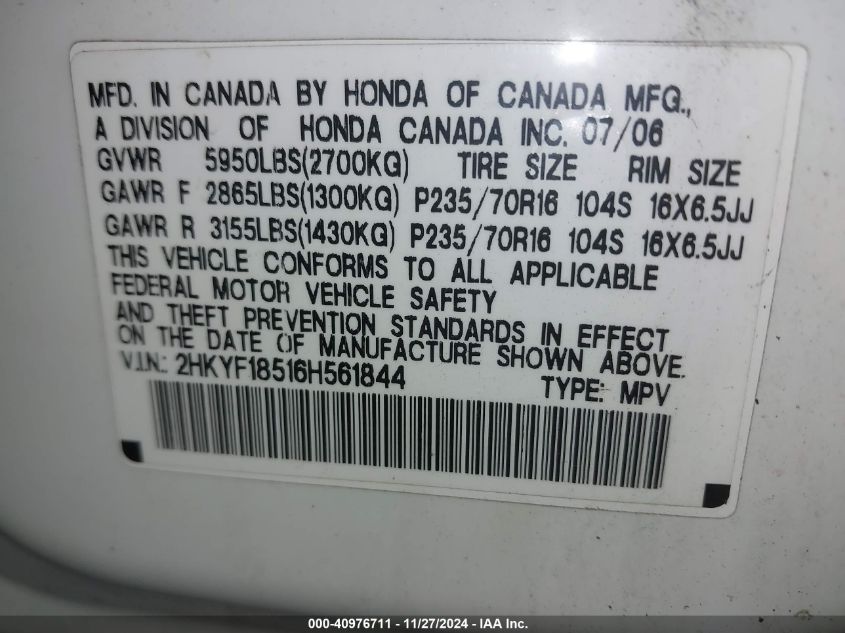 MFD. IN CANADA BY HONDA OF CANADA MFG.,
A DIVISION OF HONDA CANADA INC. 07/06
GVWR 5950LBS(2700KG) TIRE SIZE RIM SIZE
GAWR F 2865LBS(1300KG) P235/70R16 104S 16X6.5JJ
GAWR R 3155LBS(1430KG) P235/70R16 104S 16X6.5JJ
THIS VEHICLE CONFORMS TO ALL APPLICABLE
FEDERAL MOTOR VEHICLE SAFETY
AND THEFT PREVENTION STANDARDS IN EFFECT
ON THE DATE OF MANUFACTURE SHOWN ABOVE.
V.I.N.: 2HKYF18516H561844 TYPE: MPV
000-40976711 - 11/27/2024 - IAA Inc.